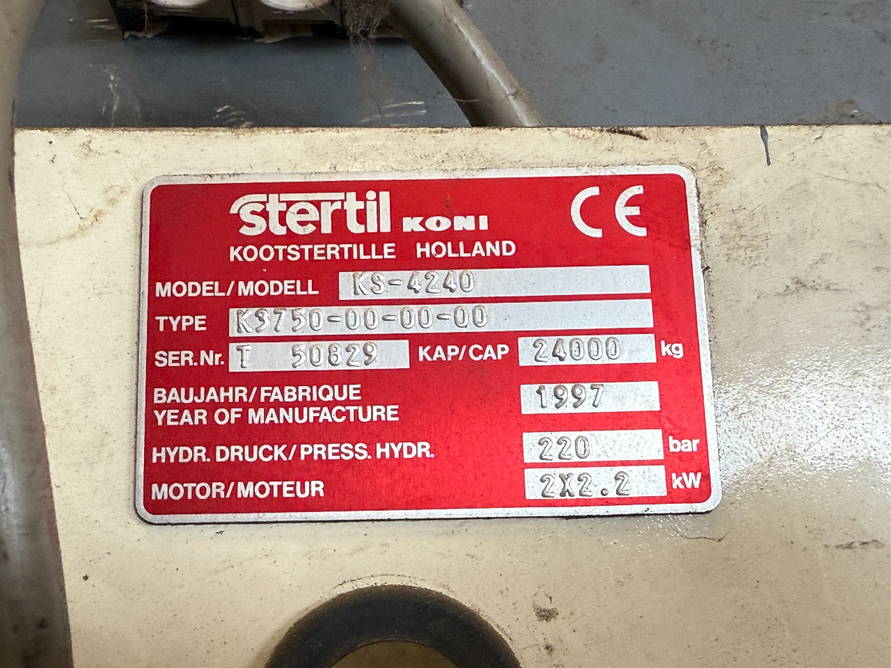 stertil KONI CE
KOOTSTERTILLE HOLLAND
MODEL/MODELL KS-4240
TYPE K3750-00-00-00
SER.Nr. T 50829 KAP/CAP 24000 kg
BAUJAHR/FABRIQUE
YEAR OF MANUFACTURE 1997
HYDR. DRUCK/PRESS. HYDR. 220 bar
MOTOR/MOTEUR 2X2.2 kW